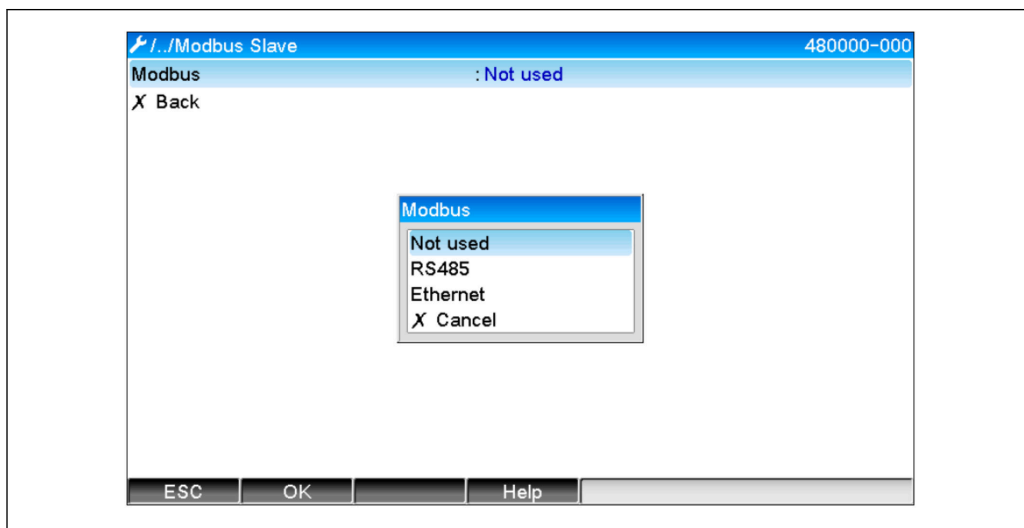 /../Modbus Slave 480000-000
Modbus : Not used
X Back
Modbus
Not used
RS485
Ethernet
X Cancel
ESC OK Help